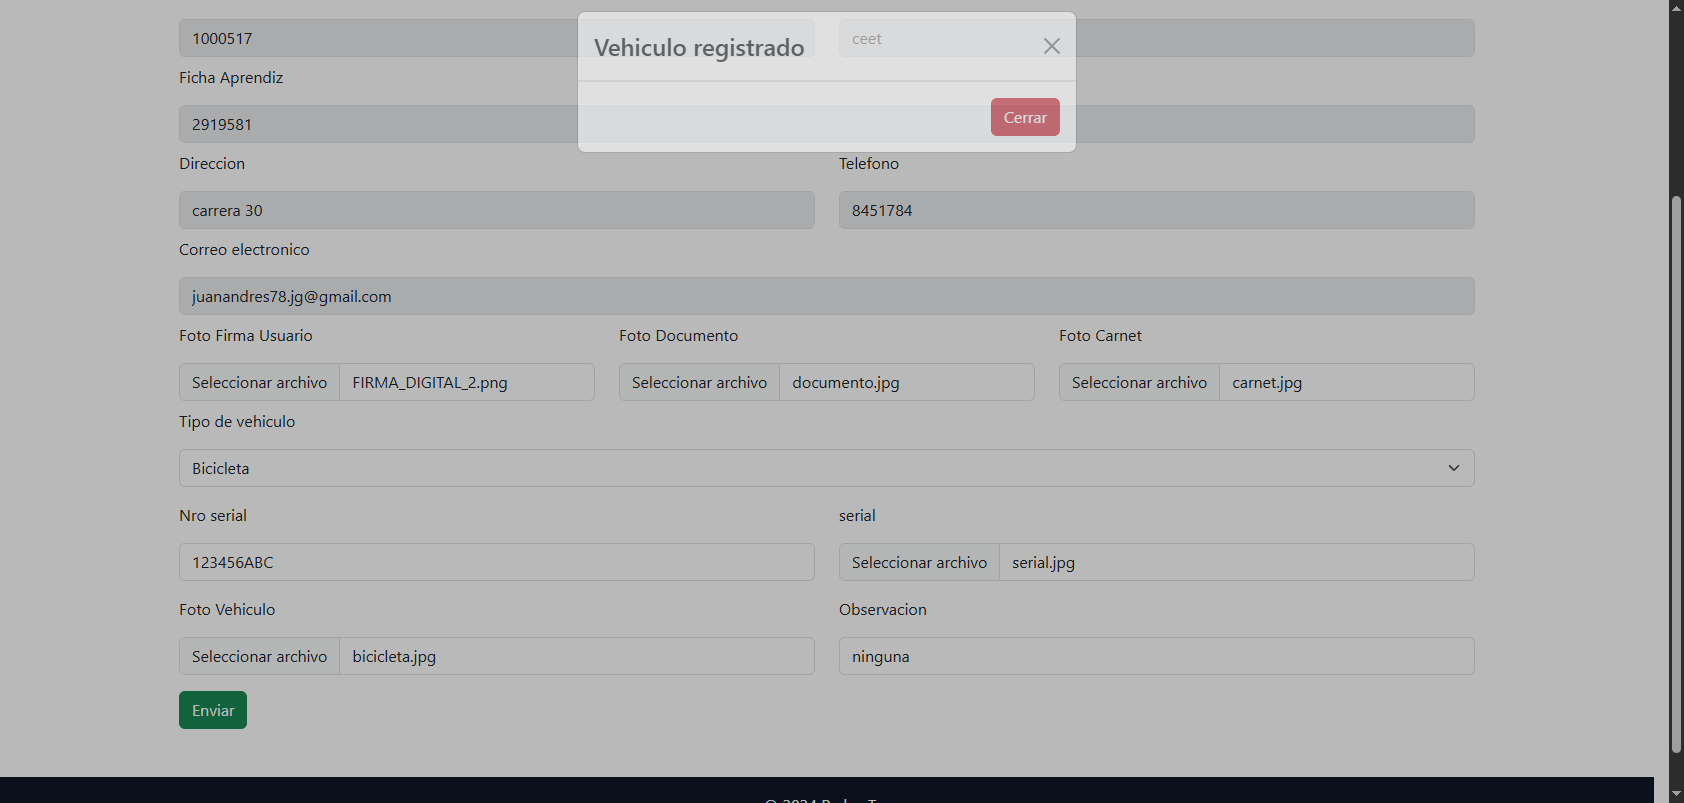 Vehiculo registrado
Cerrar
1000517
ceet
Ficha Aprendiz
2919581
Direccion
Telefono
carrera 30
8451784
Correo electronico
juanandres78.jg@gmail.com
Foto Firma Usuario
Foto Documento
Foto Carnet
Seleccionar archivo FIRMA_DIGITAL_2.png
Seleccionar archivo documento.jpg
Seleccionar archivo carnet.jpg
Tipo de vehiculo
Bicicleta
Nro serial
serial
123456ABC
Seleccionar archivo serial.jpg
Foto Vehiculo
Observacion
Seleccionar archivo bicicleta.jpg
ninguna
Enviar
© 2024